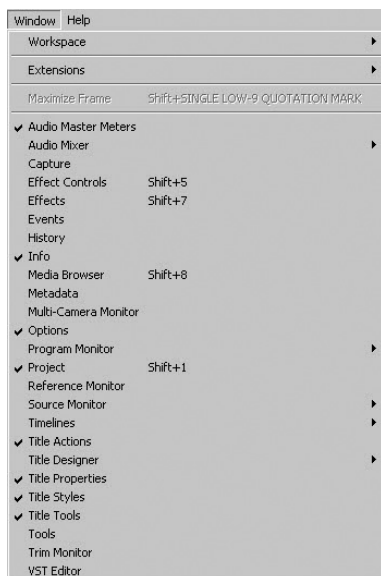 Window Help
Workspace
Extensions
Maximize Frame Shift+SINGLE LOW-9 QUOTATION MARK
Audio Master Meters
Audio Mixer
Capture
Effect Controls Shift+5
Effects Shift+7
Events
History
Info
Media Browser Shift+8
Metadata
Multi-Camera Monitor
Options
Program Monitor
Project Shift+1
Reference Monitor
Source Monitor
Timelines
Title Actions
Title Designer
Title Properties
Title Styles
Title Tools
Tools
Trim Monitor
VST Editor